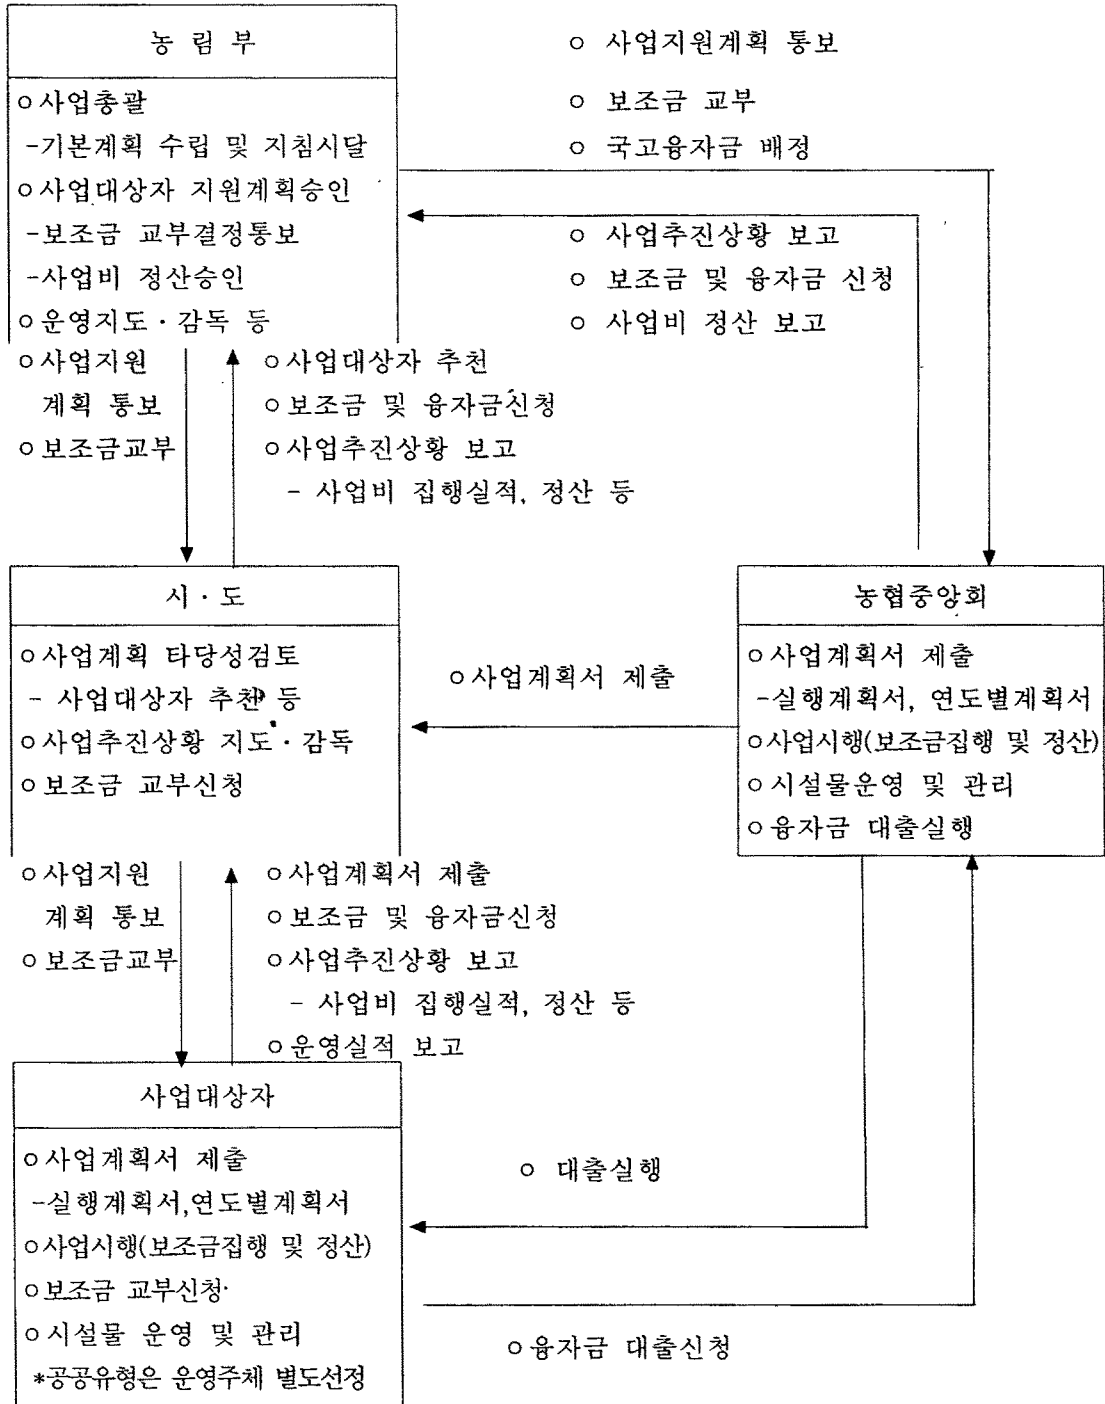 농 림 부
ㅇ사업총괄
-기본계획 수립 및 지침시달
ㅇ사업대상자 지원계획승인
-보조금 교부결정통보
-사업비 정산승인
ㅇ운영지도·감독 등
ㅇ 사업지원계획 통보
ㅇ 보조금 교부
ㅇ 국고융자금 배정
ㅇ 사업추진상황 보고
ㅇ 보조금 및 융자금 신청
ㅇ 사업비 정산 보고
ㅇ사업지원
계획 통보
ㅇ보조금교부
ㅇ사업대상자 추천
ㅇ보조금 및 융자금신청
ㅇ사업추진상황 보고
- 사업비 집행실적, 정산 등
시·도
ㅇ사업계획 타당성검토
- 사업대상자 추천 등
ㅇ사업추진상황 지도·감독
ㅇ보조금 교부신청
ㅇ사업계획서 제출
농협중앙회
ㅇ사업계획서 제출
-실행계획서, 연도별계획서
ㅇ사업시행(보조금집행 및 정산)
ㅇ시설물운영 및 관리
ㅇ융자금 대출실행
ㅇ사업지원
계획 통보
ㅇ보조금교부
ㅇ사업계획서 제출
ㅇ보조금 및 융자금신청
ㅇ사업추진상황 보고
- 사업비 집행실적, 정산 등
ㅇ운영실적 보고
사업대상자
ㅇ사업계획서 제출
-실행계획서,연도별계획서
ㅇ사업시행(보조금집행 및 정산)
ㅇ보조금 교부신청
ㅇ시설물 운영 및 관리
*공공유형은 운영주체 별도선정
ㅇ 대출실행
ㅇ융자금 대출신청